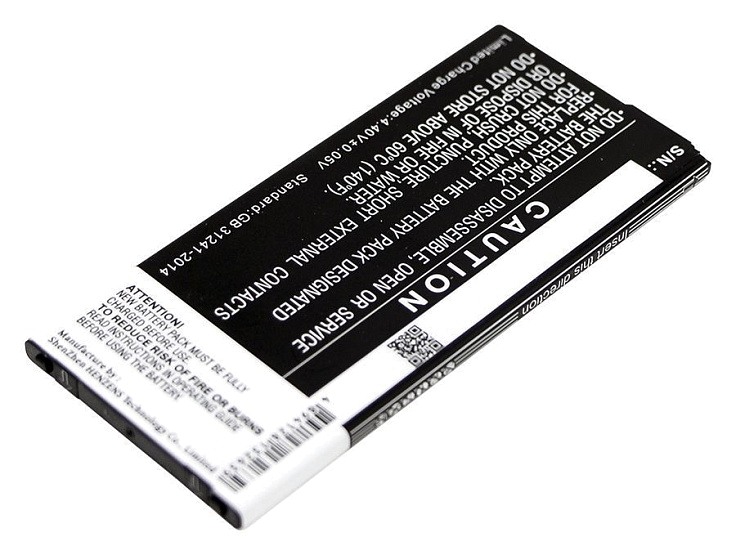 CAUTION
•DO NOT ATTEMPT TO DISASSEMBLE, OPEN OR SERVICE
THE BATTERY PACK.
•REPLACE ONLY WITH THE BATTERY PACK DESIGNATED
FOR THIS PRODUCT.
•DO NOT CRUSH, PUNCTURE, SHORT EXTERNAL CONTACTS
OR DISPOSE OF IN FIRE OR WATER.
•DO NOT STORE ABOVE 60°C (140°F).
Limited Charge Voltage:4.40V±0.05V
Standard:GB 31241-2014
S/N.:
Insert this direction
ATTENTION!
NEW BATTERY PACK MUST BE FULLY
CHARGED BEFORE USE.
TO REDUCE RISK OF FIRE OR BURNS
READ INSTRUCTIONS OVERLEAF
BEFORE USING THE BATTERY.
Manufacture by :
ShenZhen HENZENS Technology Co., Limited